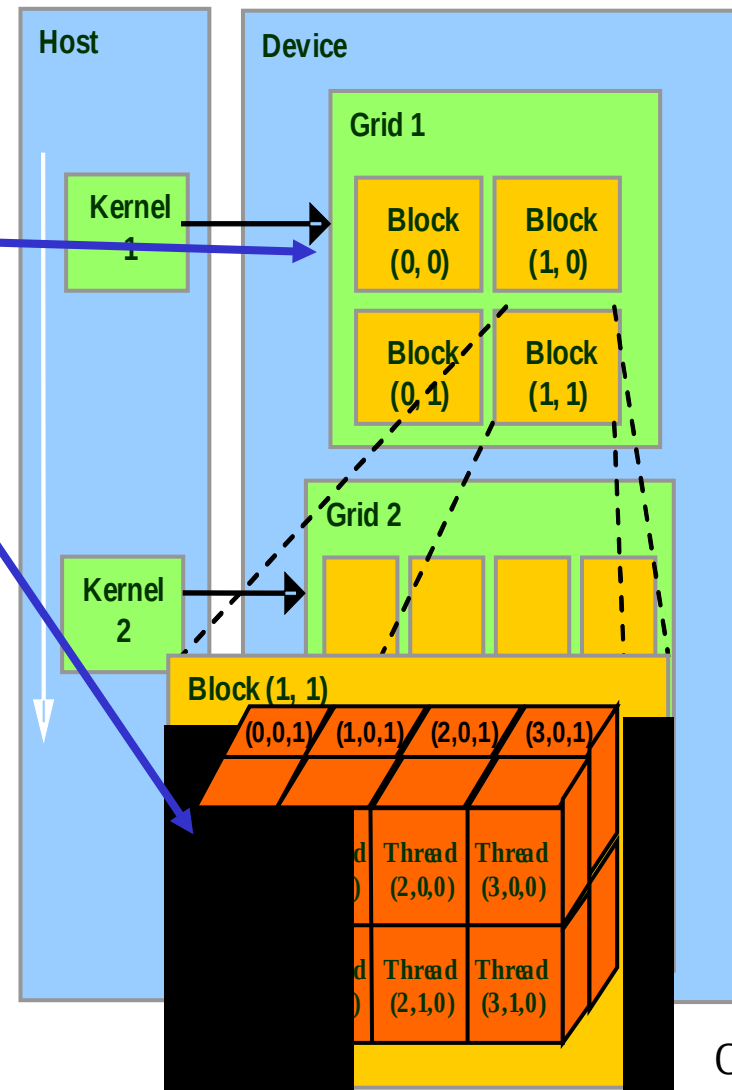 Host
Device
Grid 1
Kernel
1
Block
(0, 0)
Block
(1, 0)
Block
(0, 1)
Block
(1, 1)
Grid 2
Kernel
2
Block (1, 1)
(0,0,1) (1,0,1) (2,0,1) (3,0,1)
Thread
(2,0,0)
Thread
(3,0,0)
Thread
(2,1,0)
Thread
(3,1,0)